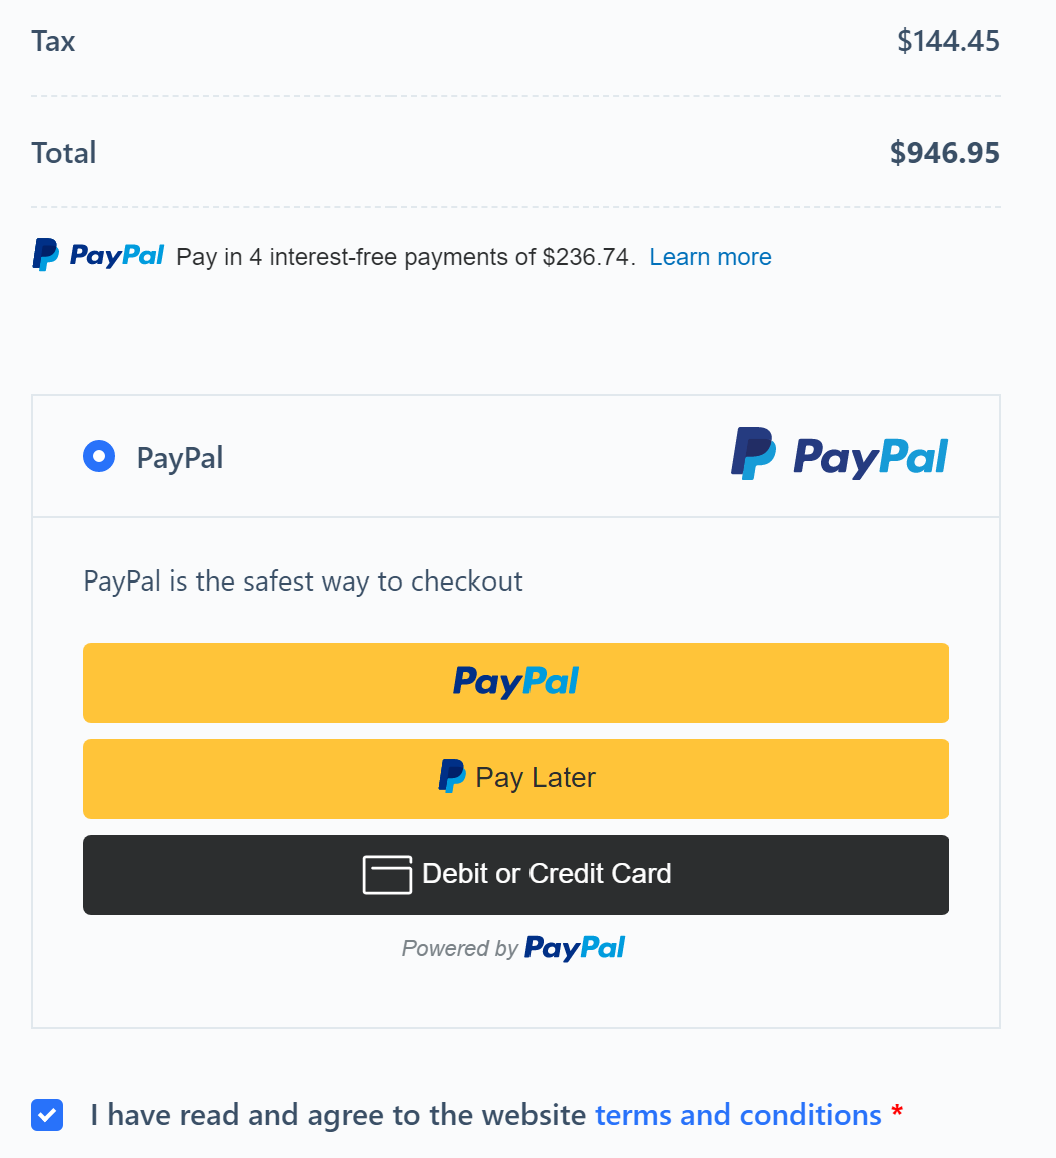 Tax $144.45
Total $946.95
PayPal Pay in 4 interest-free payments of $236.74. Learn more
PayPal PayPal
PayPal is the safest way to checkout
PayPal
Pay Later
Debit or Credit Card
Powered by PayPal
I have read and agree to the website terms and conditions *